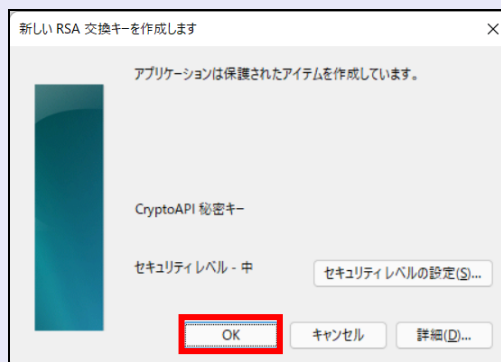 新しい RSA 交換キーを作成します
アプリケーションは保護されたアイテムを作成しています。
CryptoAPI 秘密キー
セキュリティ レベル - 中
セキュリティ レベルの設定(S)...
OK
キャンセル
詳細(D)...